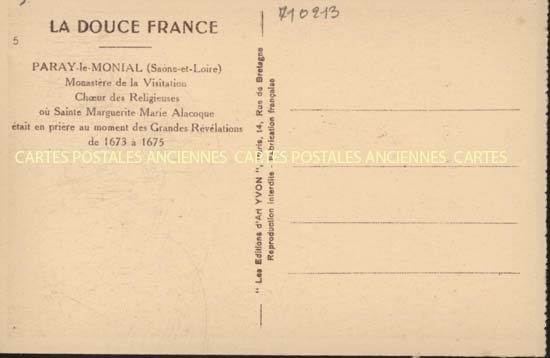 LA DOUCE FRANCE
5
PARAY-le-MONIAL (Saône-et-Loire)
Monastère de la Visitation
Chœur des Religieuses
où Sainte Marguerite Marie Alacoque
était en prière au moment des Grandes Révélations
de 1673 à 1675
CARTES POSTALES ANCIENNES CARTES POSTALES ANCIENNES CARTES
" Les Editions d'Art YVON ", Paris, 14, Rue de Bretagne
Reproduction interdite - Fabrication française
710213